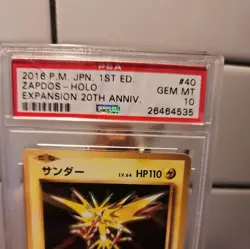 PSA
2016 P.M. JPN. 1ST ED. #40
ZAPDOS-HOLO GEM MT
EXPANSION 20TH ANNIV. 10
26464535
サンダー LV.64 HP110